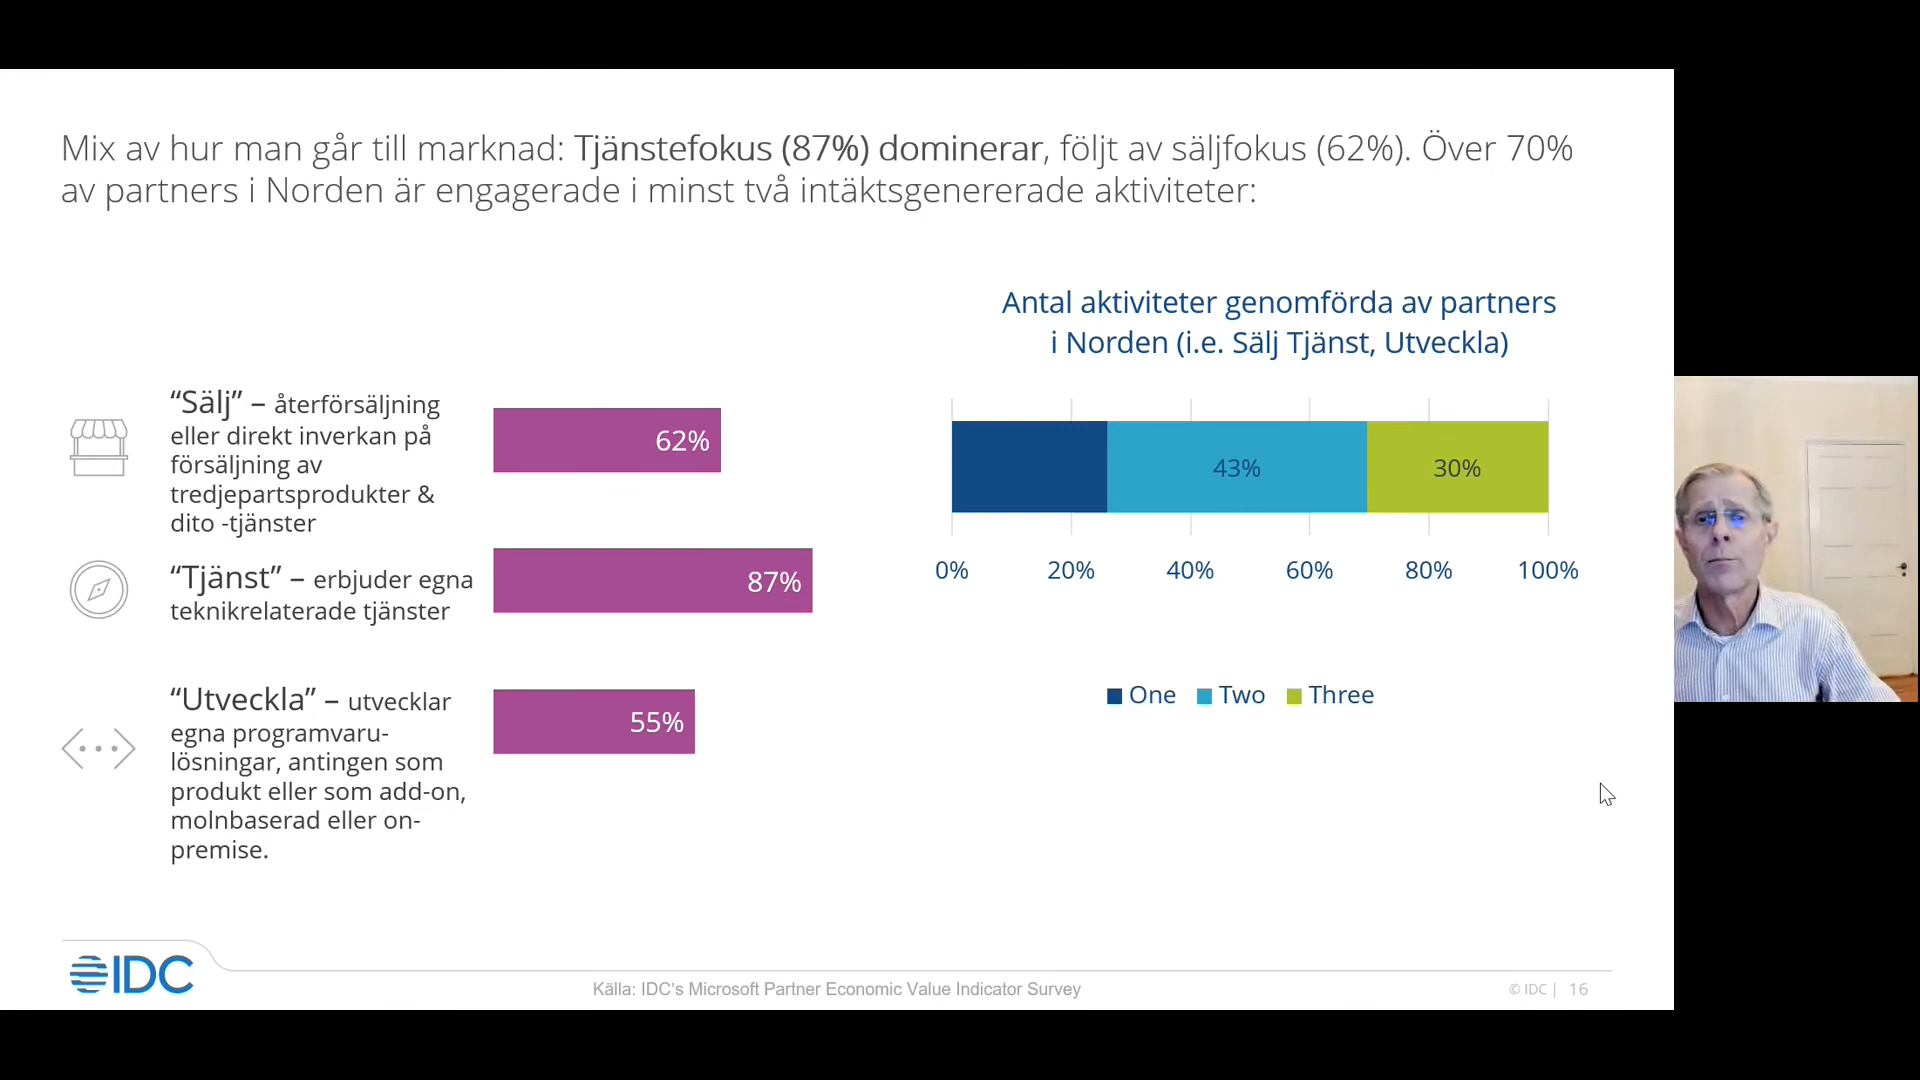 Mix av hur man går till marknad: Tjänstefokus (87%) dominerar, följt av säljfokus (62%). Över 70%
av partners i Norden är engagerade i minst två intäktsgenererade aktiviteter:
“Sälj” – återförsäljning
eller direkt inverkan på
försäljning av
tredjepartsprodukter &
dito -tjänster
62%
“Tjänst” – erbjuder egna
teknikrelaterade tjänster
87%
“Utveckla” – utvecklar
egna programvaru-
lösningar, antingen som
produkt eller som add-on,
molnbaserad eller on-
premise.
55%
Antal aktiviteter genomförda av partners
i Norden (i.e. Sälj Tjänst, Utveckla)
43% 30%
0% 20% 40% 60% 80% 100%
One Two Three
IDC
Källa: IDC's Microsoft Partner Economic Value Indicator Survey
© IDC | 16